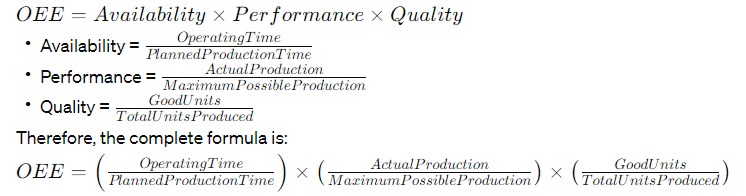 OEE = Availability × Performance × Quality
• Availability = OperatingTime / PlannedProductionTime
• Performance = ActualProduction / MaximumPossibleProduction
• Quality = GoodUnits / TotalUnitsProduced
Therefore, the complete formula is:
OEE = (OperatingTime / PlannedProductionTime) × (ActualProduction / MaximumPossibleProduction) × (GoodUnits / TotalUnitsProduced)